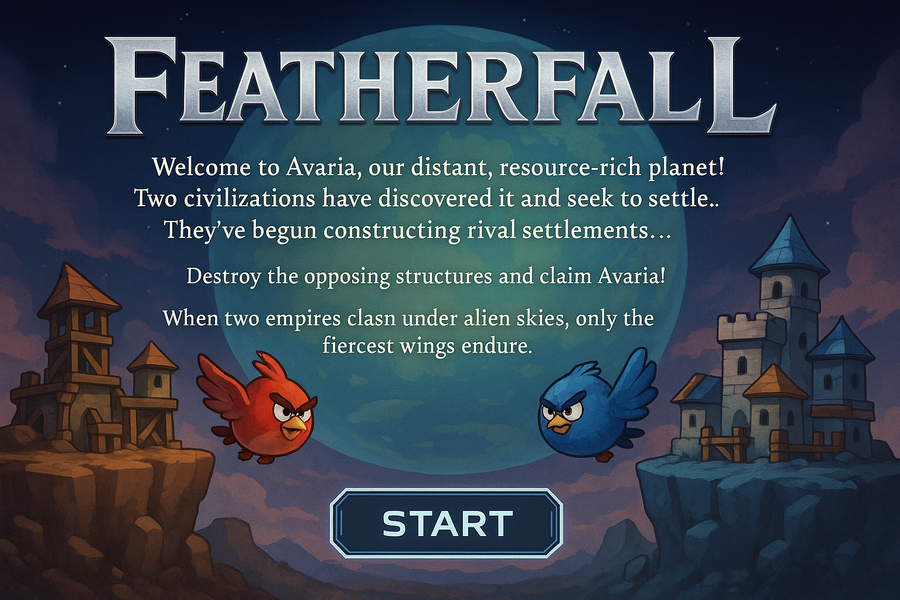 FEATHERFALL
Welcome to Avaria, our distant, resource-rich planet!
Two civilizations have discovered it and seek to settle..
They've begun constructing rival settlements...
Destroy the opposing structures and claim Avaria!
When two empires clasn under alien skies, only the
fiercest wings endure.
START